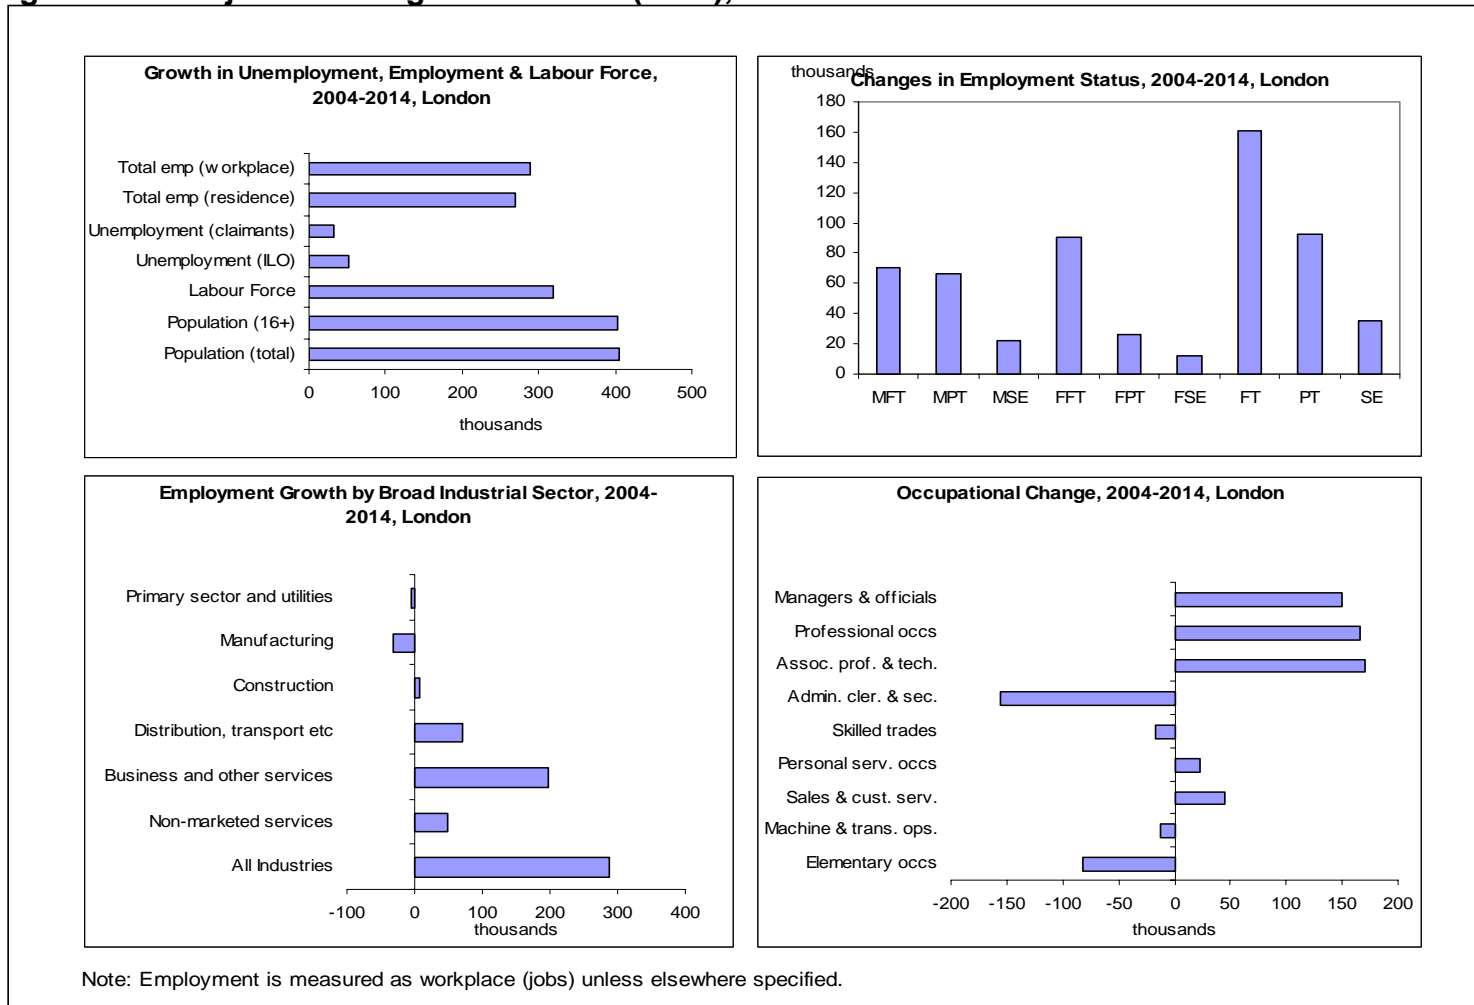 Growth in Unemployment, Employment & Labour Force,
2004-2014, London
Total emp (workplace)
Total emp (residence)
Unemployment (claimants)
Unemployment (ILO)
Labour Force
Population (16+)
Population (total)
0 100 200 300 400 500
thousands
thousands
Changes in Employment Status, 2004-2014, London
180
160
140
120
100
80
60
40
20
0
MFT MPT MSE FFT FPT FSE FT PT SE
Employment Growth by Broad Industrial Sector, 2004-
2014, London
Primary sector and utilities
Manufacturing
Construction
Distribution, transport etc
Business and other services
Non-marketed services
All Industries
-100 0 100 200 300 400
thousands
Occupational Change, 2004-2014, London
Managers & officials
Professional occs
Assoc. prof. & tech.
Admin. cler. & sec.
Skilled trades
Personal serv. occs
Sales & cust. serv.
Machine & trans. ops.
Elementary occs
-200 -150 -100 -50 0 50 100 150 200
thousands
Note: Employment is measured as workplace (jobs) unless elsewhere specified.